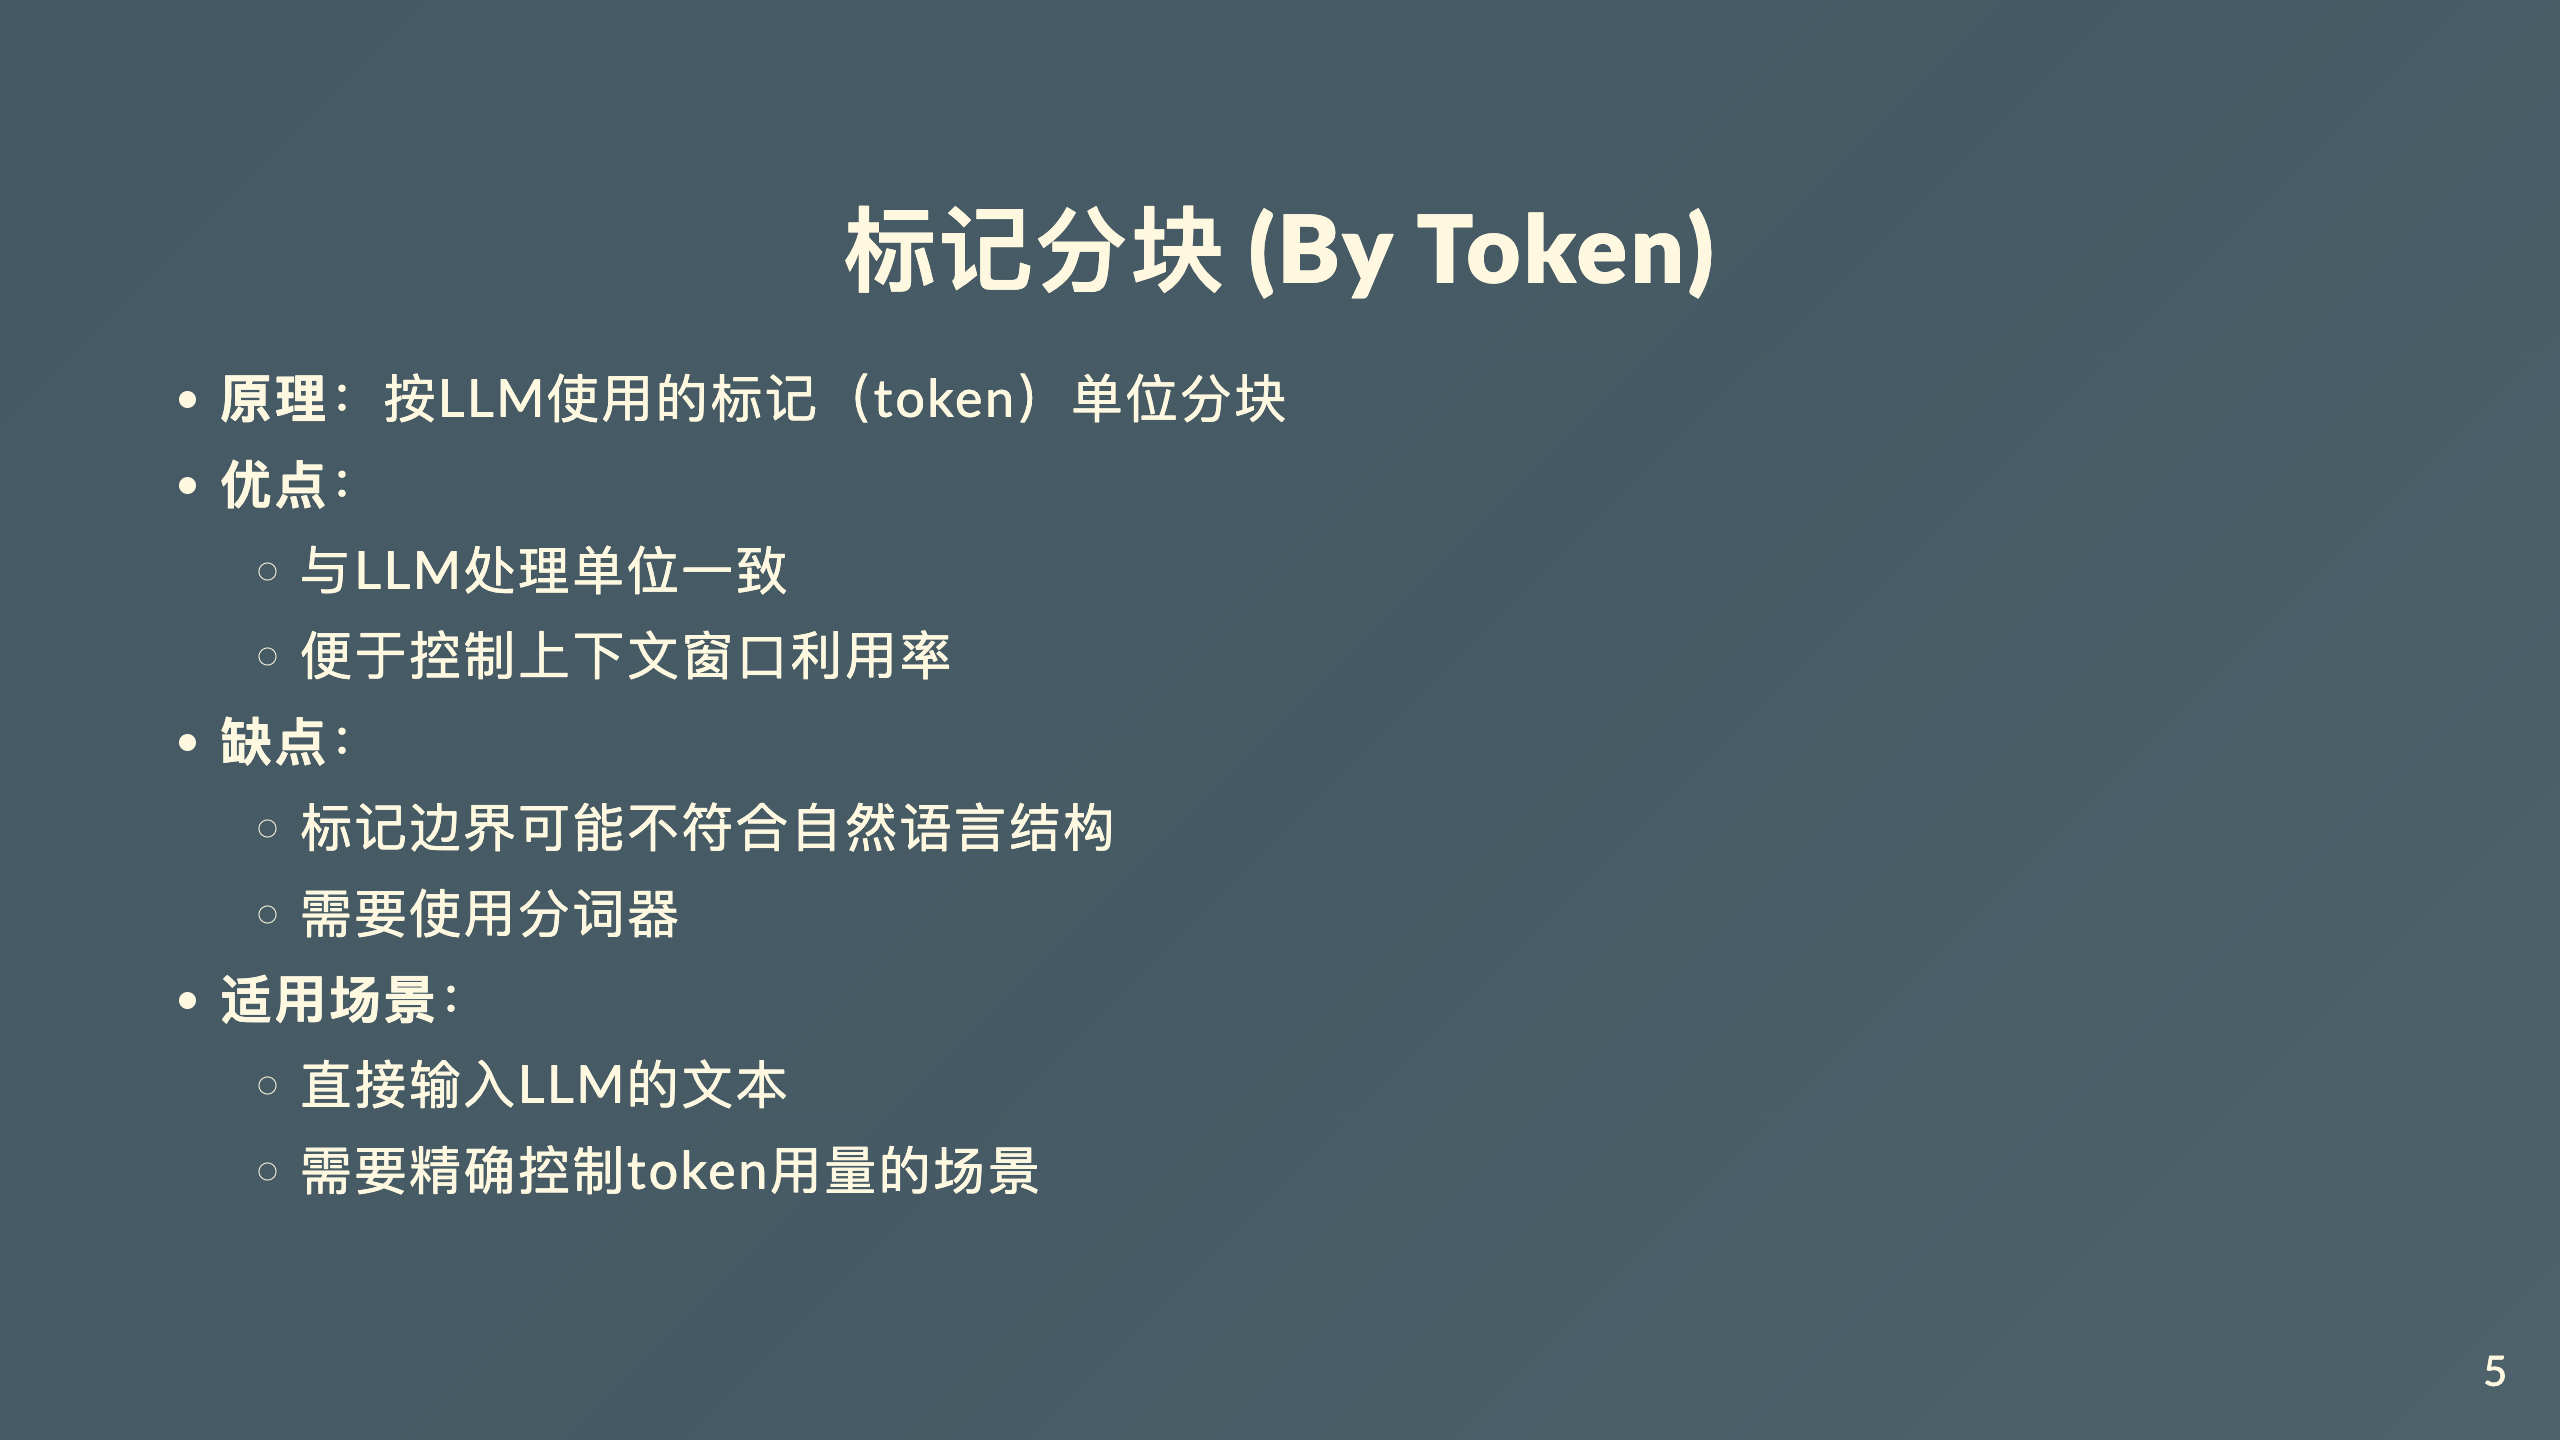 标记分块 (By Token)
原理：按LLM使用的标记（token）单位分块
优点：
与LLM处理单位一致
便于控制上下文窗口利用率
缺点：
标记边界可能不符合自然语言结构
需要使用分词器
适用场景：
直接输入LLM的文本
需要精确控制token用量的场景
5